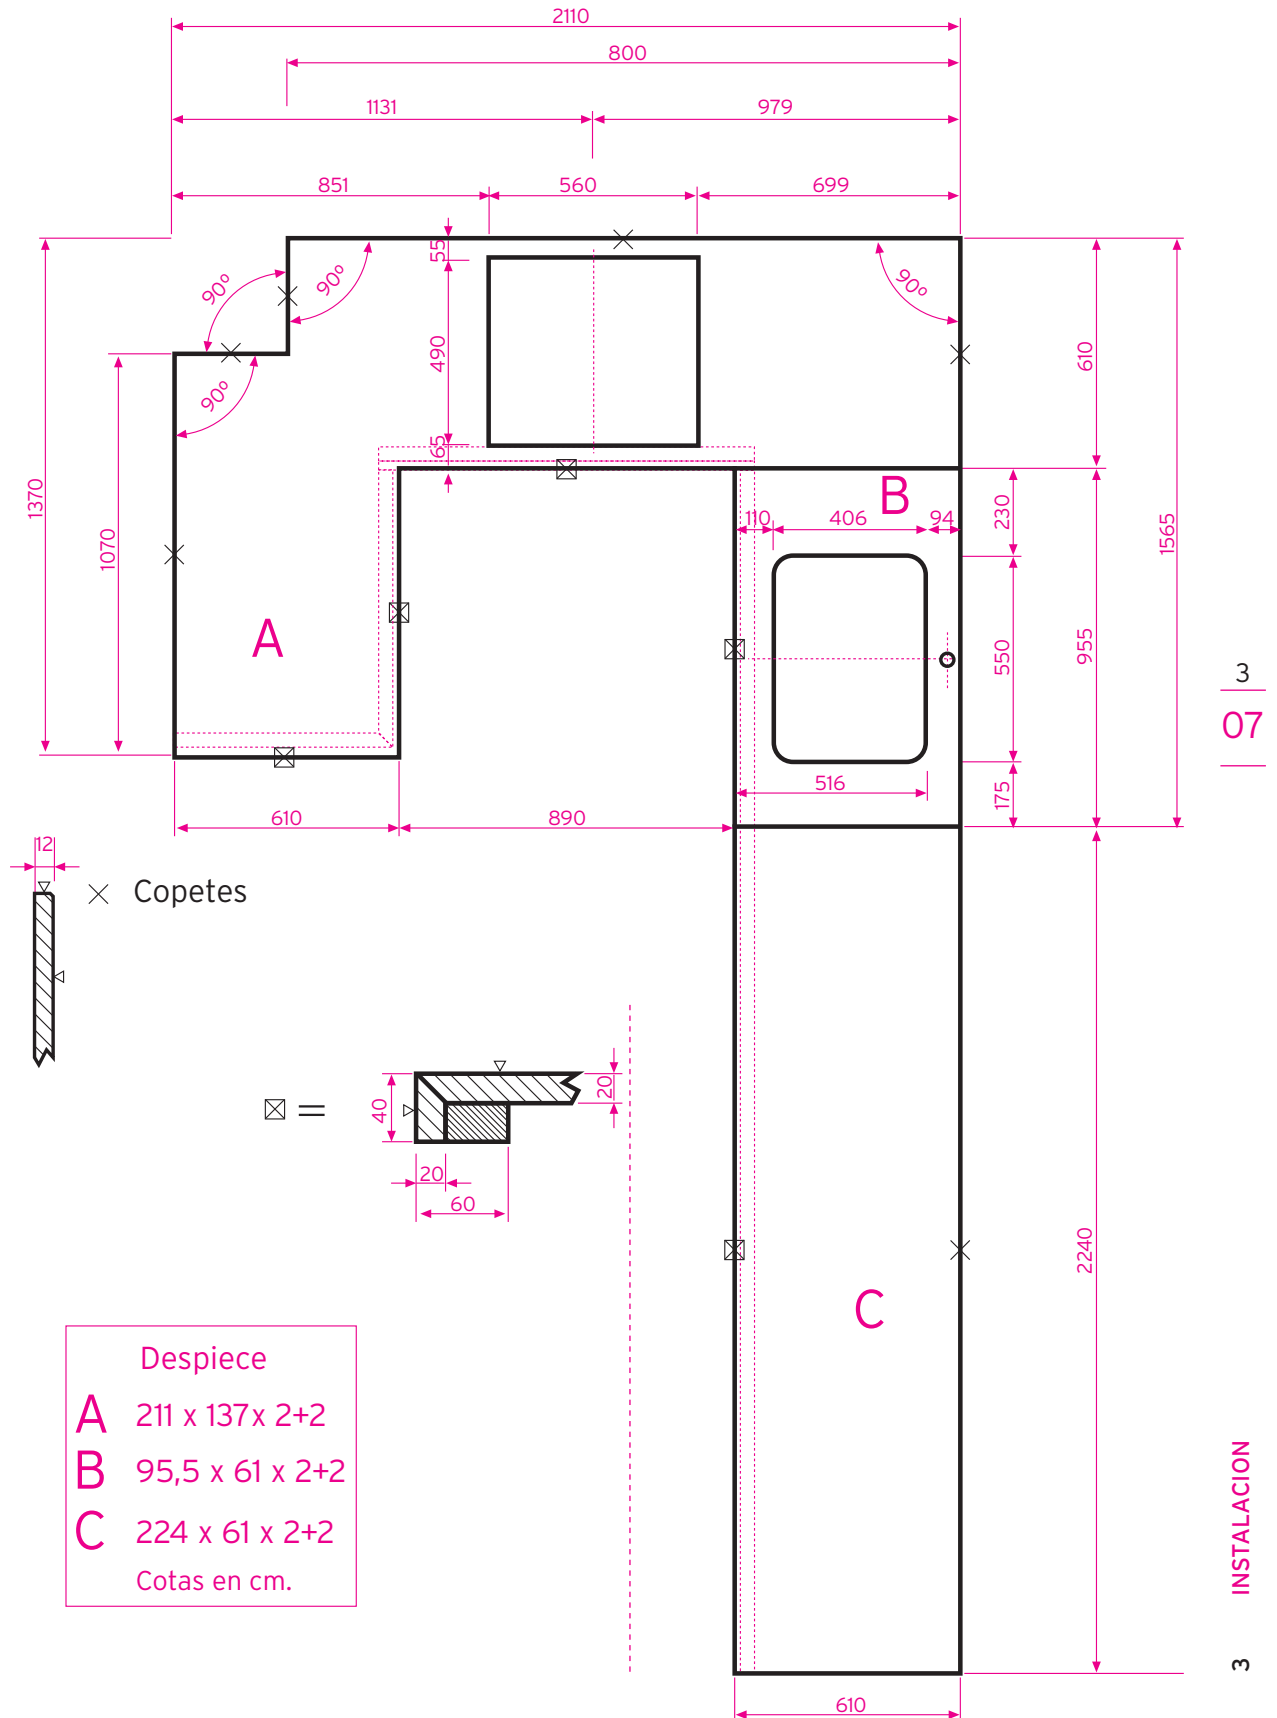 2110
800
1131
979
851
560
699
55
90º
90º
90º
90º
490
610
65
1370
1070
B
110
406
94
230
1565
A
550
955
3
07
516
175
610
890
12
Copetes
40
20
20
60
2240
C
Despiece
A 211 x 137x 2+2
B 95,5 x 61 x 2+2
C 224 x 61 x 2+2
Cotas en cm.
610
3 INSTALACION